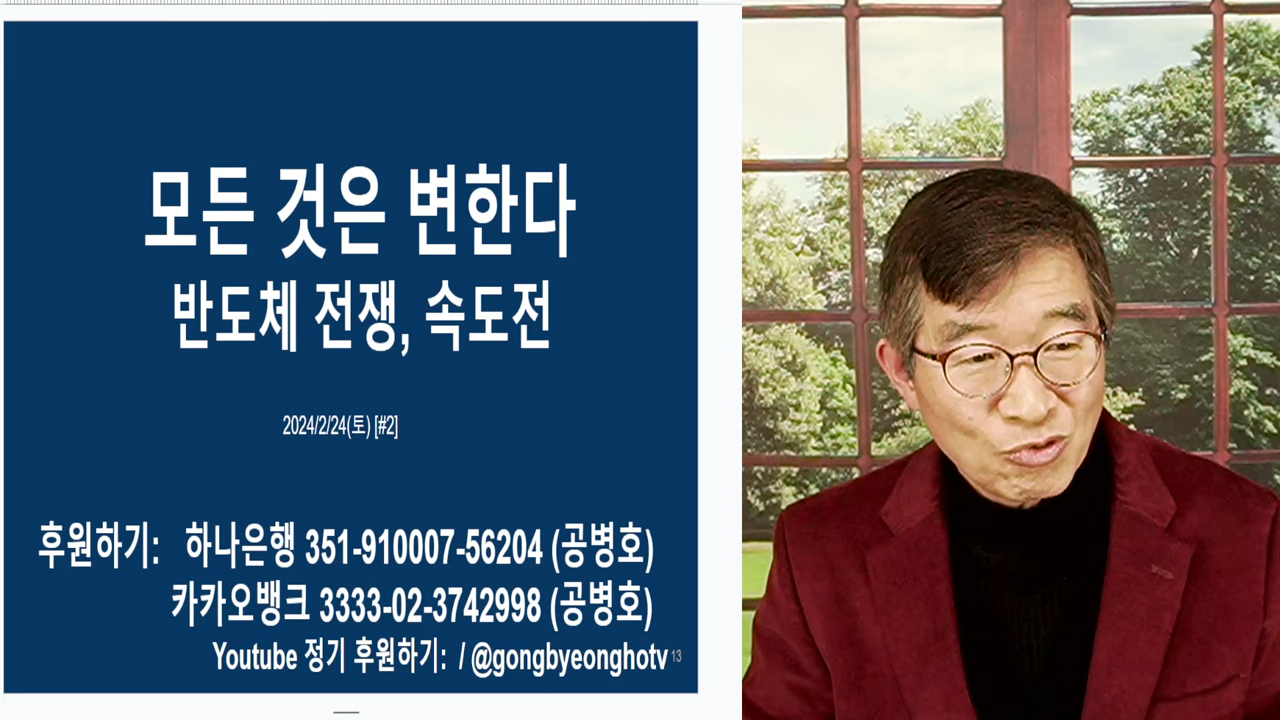 모든 것은 변한다
반도체 전쟁, 속도전
2024/2/24(토) [#2]
후원하기: 하나은행 351-910007-56204 (공병호)
카카오뱅크 3333-02-3742998 (공병호)
Youtube 정기 후원하기: / @gongbyeonghotv
13